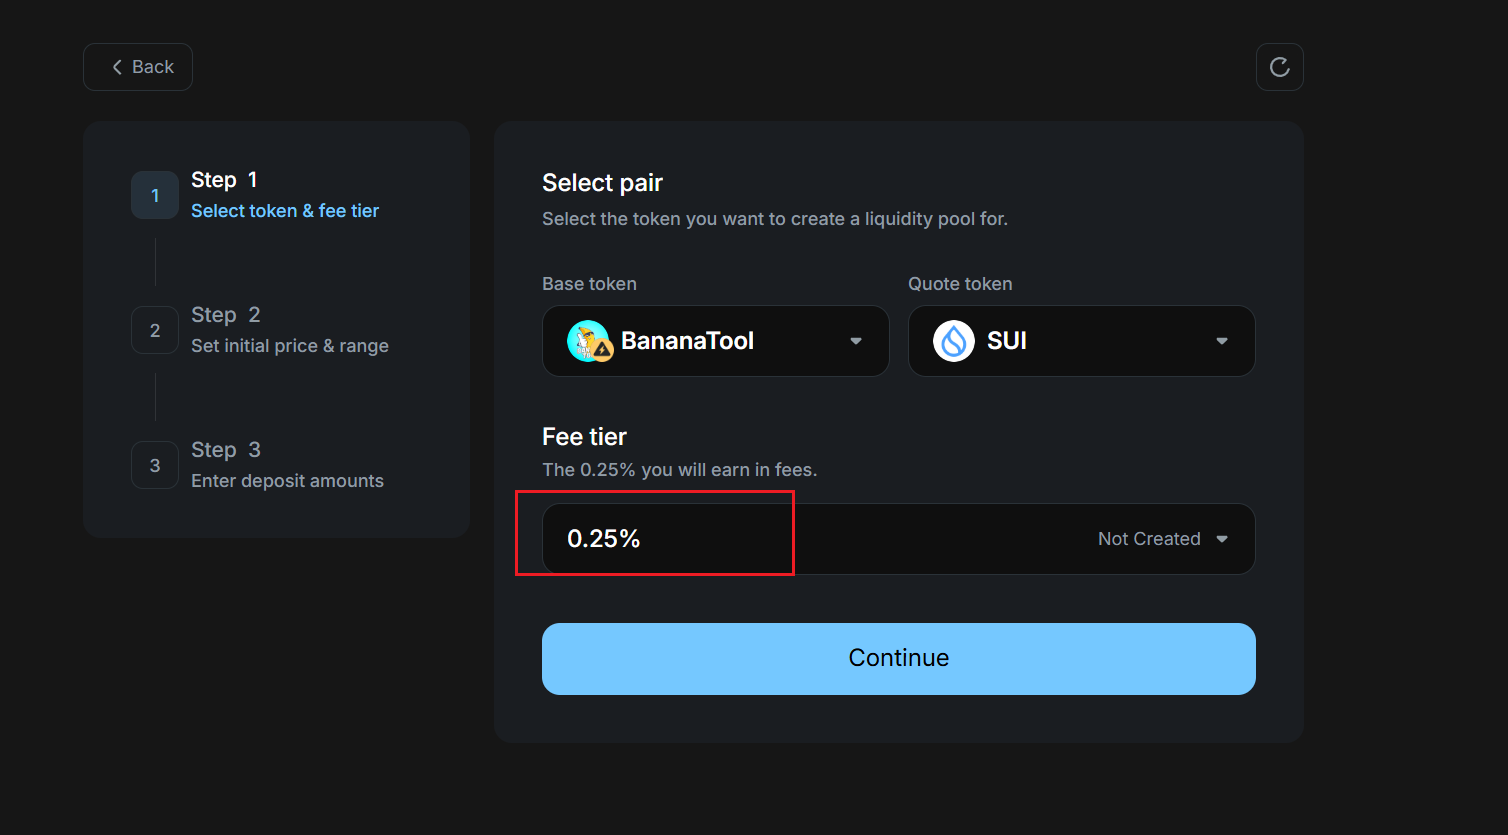 Back
1
Step 1
Select token & fee tier
2
Step 2
Set initial price & range
3
Step 3
Enter deposit amounts
Select pair
Select the token you want to create a liquidity pool for.
Base token
Quote token
BananaTool
SUI
Fee tier
The 0.25% you will earn in fees.
0.25%
Not Created
Continue